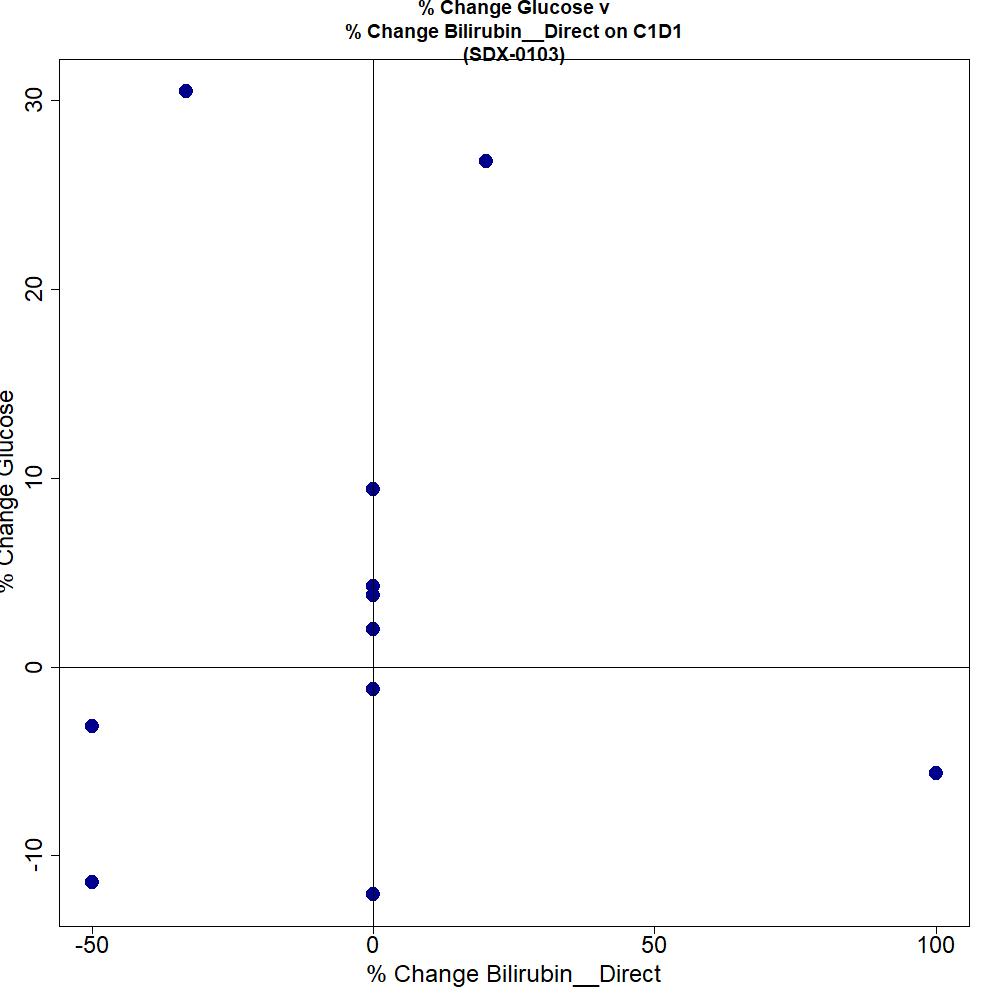 % Change Glucose v
% Change Bilirubin__Direct on C1D1
(SDX-0103)
30
20
10
0
-10
% Change Glucose
-50
0
50
100
% Change Bilirubin__Direct